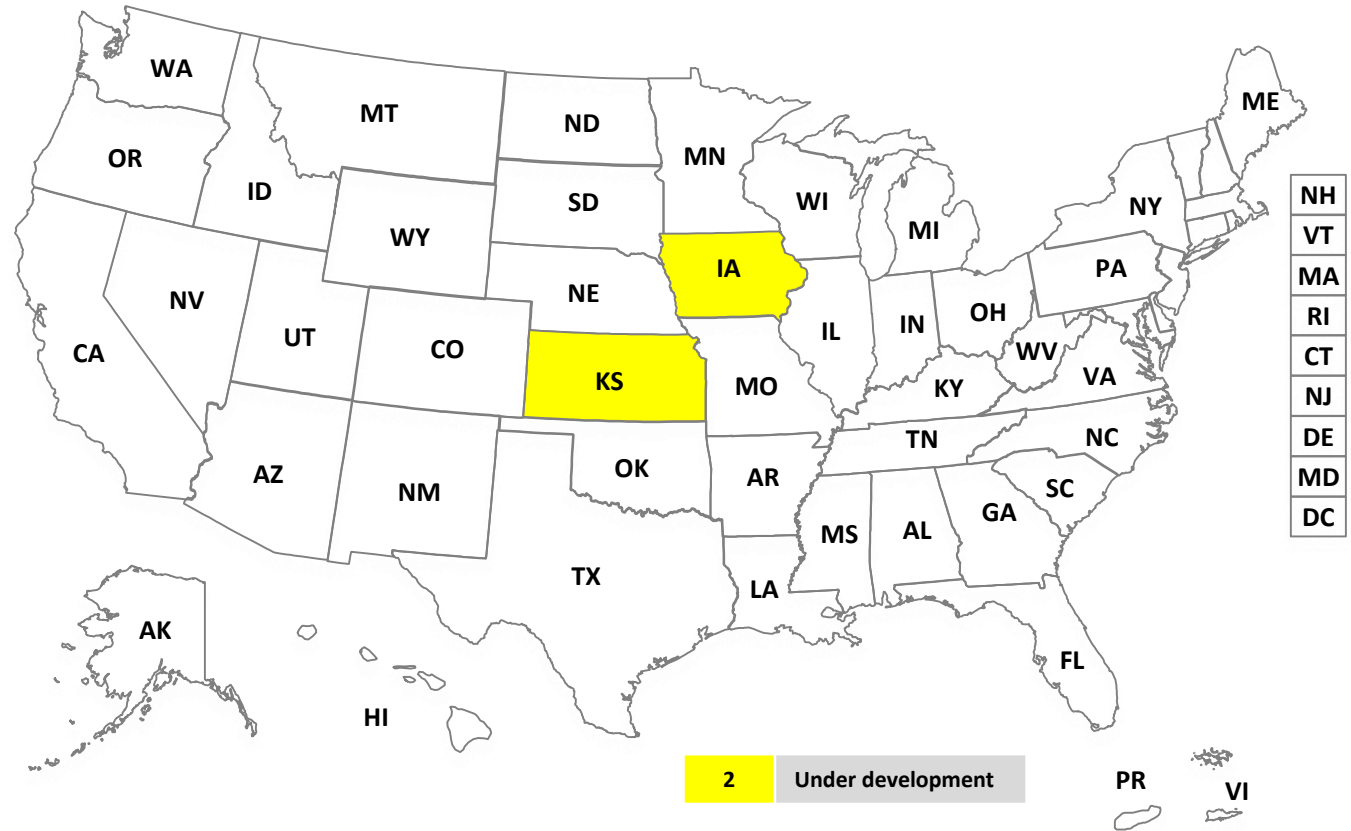 WA
MT
ND
MN
ME
OR
ID
SD
WI
NY
NH
WY
MI
VT
IA
PA
MA
NV
NE
RI
UT
CO
IL
IN
OH
WV
CT
CA
KS
MO
KY
VA
NJ
TN
NC
DE
AZ
NM
OK
AR
SC
MD
MS
AL
GA
DC
TX
LA
AK
FL
HI
2 Under development
PR
VI